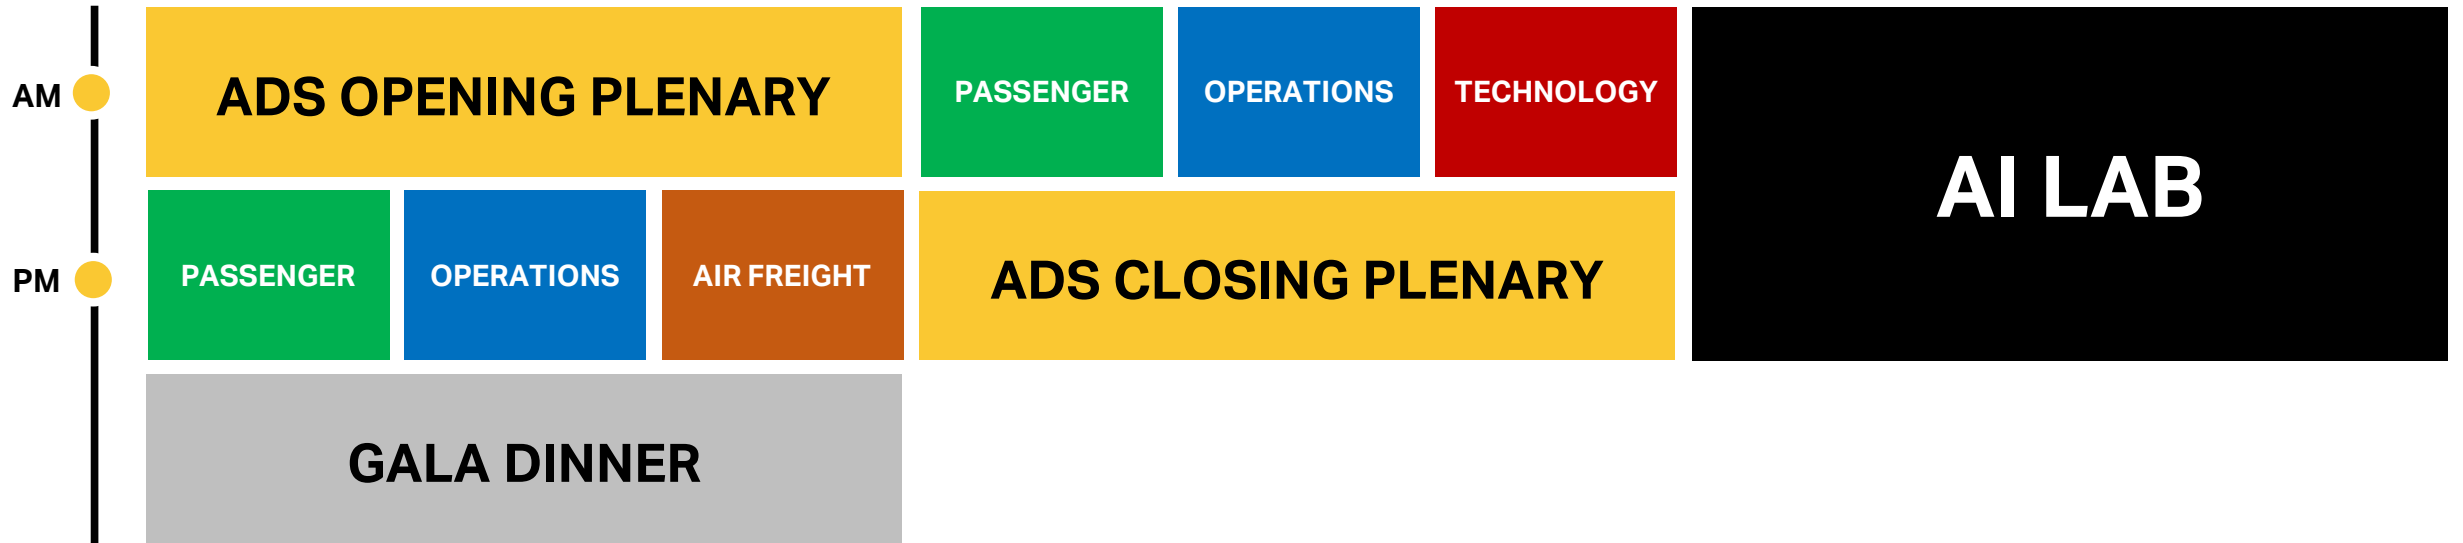 AM
ADS OPENING PLENARY
PASSENGER
OPERATIONS
TECHNOLOGY
AI LAB
PM
PASSENGER
OPERATIONS
AIR FREIGHT
ADS CLOSING PLENARY
GALA DINNER